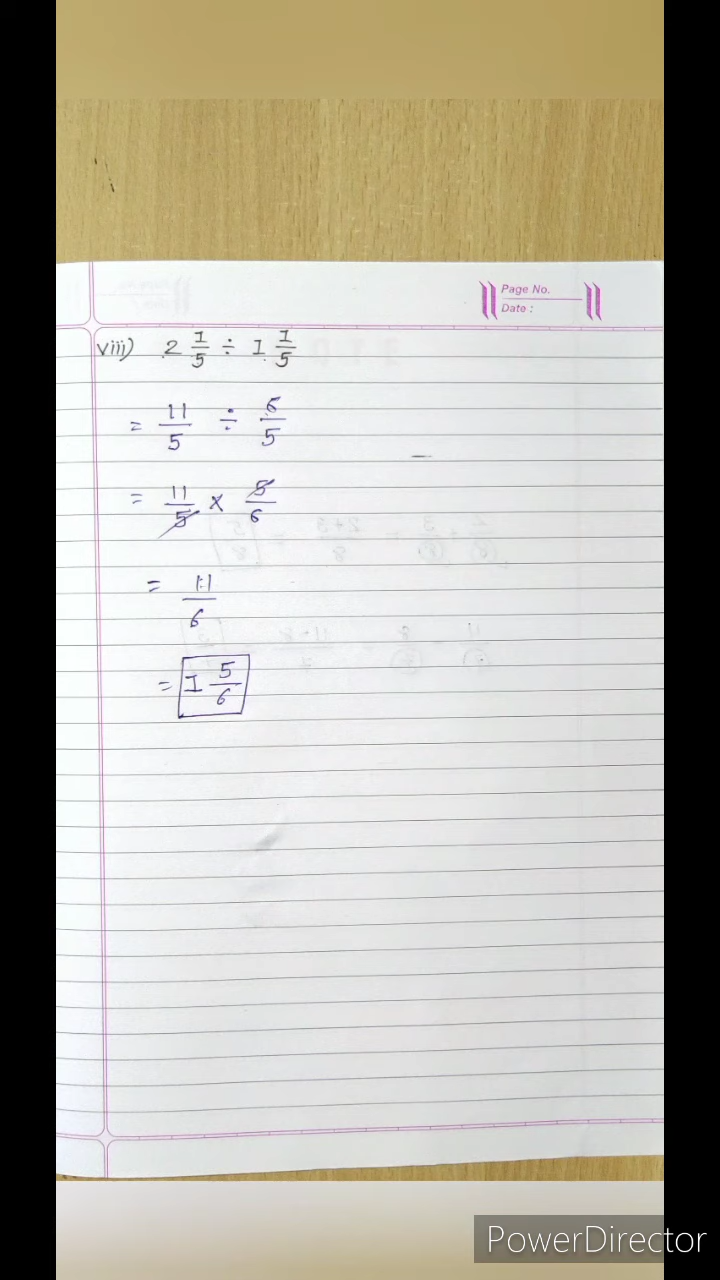 Page No.
Date :
viii) 2 1/5 ÷ 1 1/5
= 11/5 ÷ 6/5
= 11/5 × 5/6
= 11/6
= 1 5/6
PowerDirector